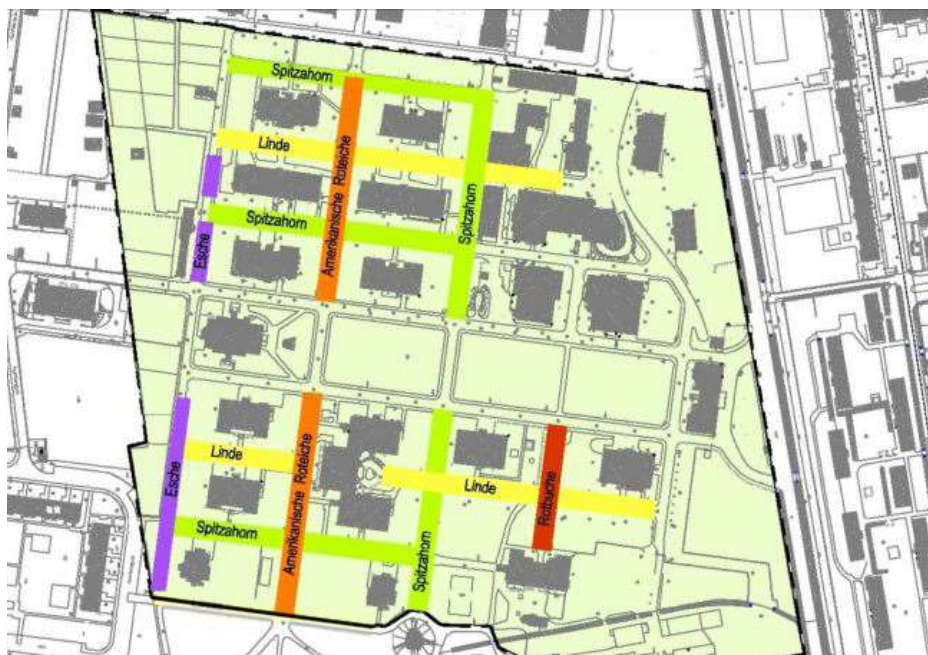 Spitzahorn
Amerikanische Roteiche
Linde
Spitzahorn
Spitzahorn
Esche
Esche
Linde
Amerikanische Roteiche
Linde
Rotbuche
Spitzahorn
Spitzahorn